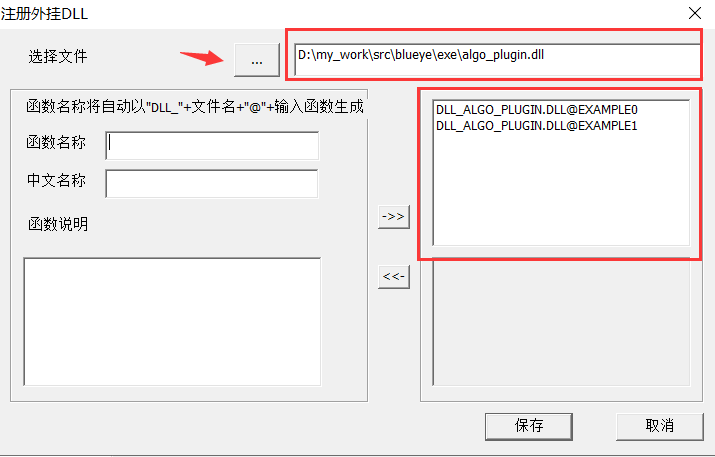 注册外挂DLL
选择文件
...
D:\my_work\src\blueye\exe\algo_plugin.dll
函数名称将自动以"DLL_"+文件名+"@"+输入函数生成
函数名称
中文名称
函数说明
->>
<<-
DLL_ALGO_PLUGIN.DLL@EXAMPLE0
DLL_ALGO_PLUGIN.DLL@EXAMPLE1
保存
取消